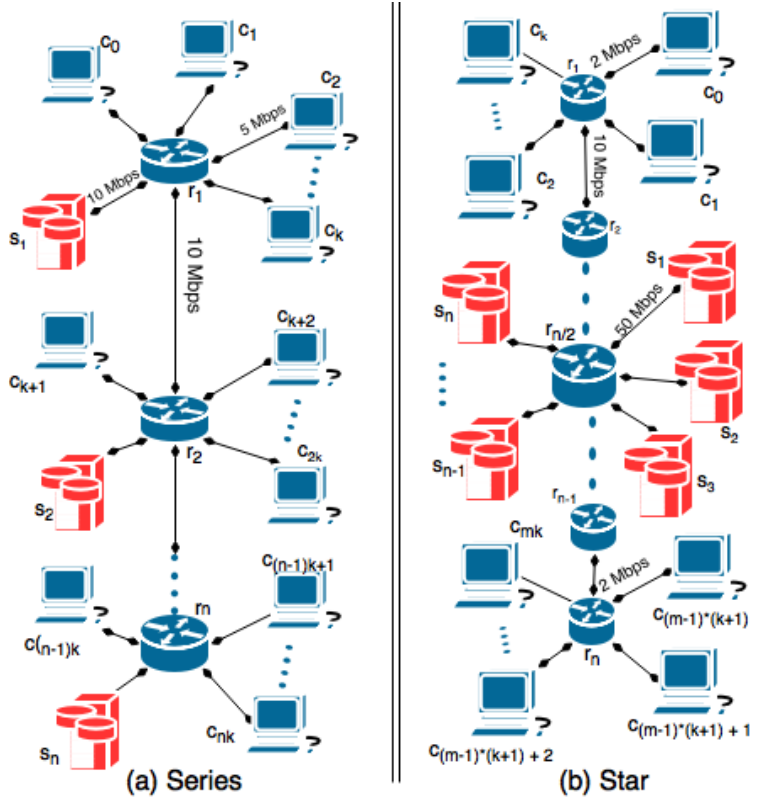 c0
c1
c2
5 Mbps
10 Mbps
r1
s1
ck
10 Mbps
ck+1
ck+2
r2
s2
c2k
c(n-1)k+1
rn
c(n-1)k
sn
cnk
(a) Series
ck
r1
2 Mbps
c0
10 Mbps
c2
c1
r2
sn
s1
50 Mbps
rn/2
s2
sn-1
s3
rn-1
cmk
2 Mbps
c(m-1)*(k+1)
rn
c(m-1)*(k+1) + 2
c(m-1)*(k+1) + 1
(b) Star